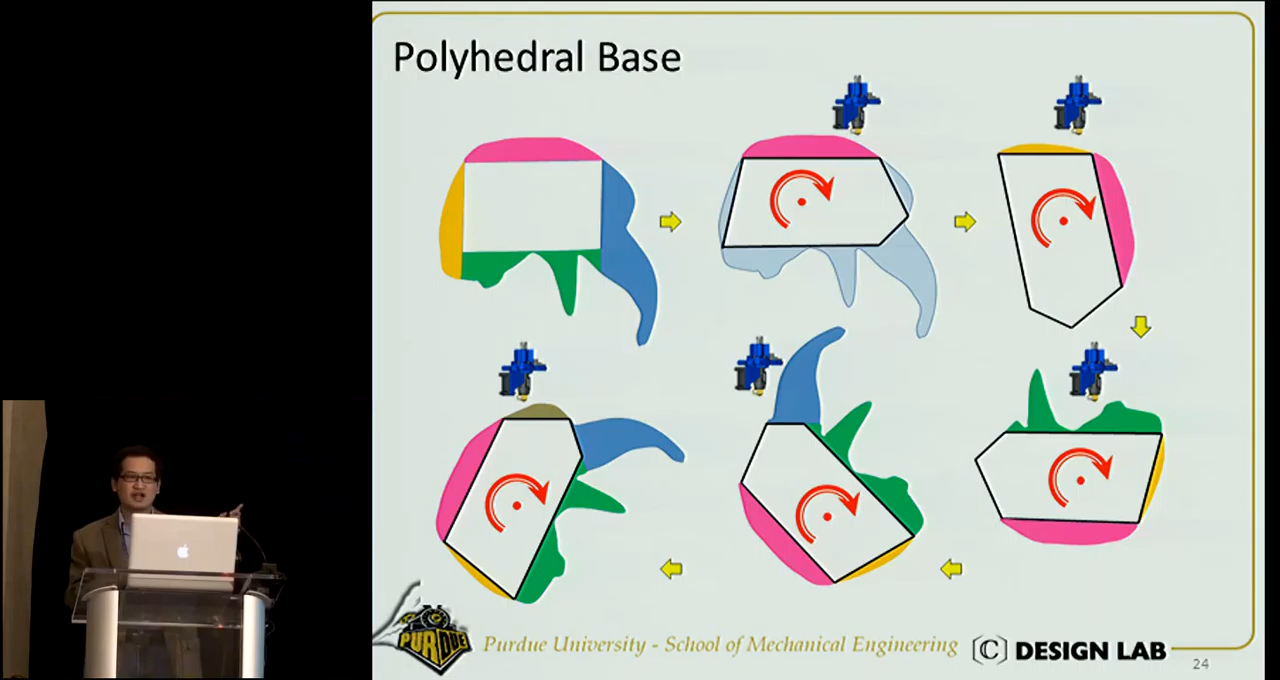 Polyhedral Base
PURDUE
Purdue University - School of Mechanical Engineering
C DESIGN LAB
24